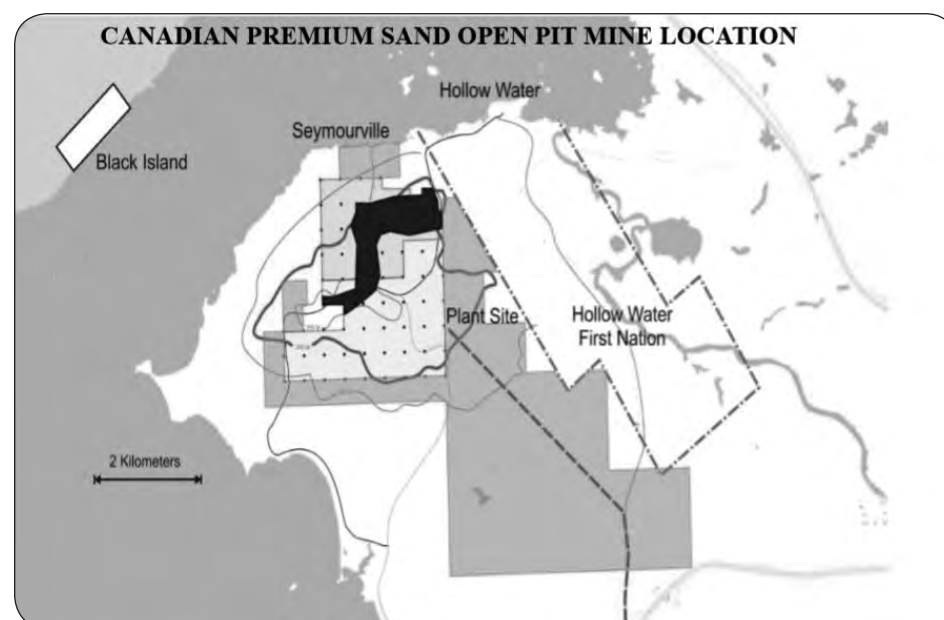 CANADIAN PREMIUM SAND OPEN PIT MINE LOCATION
Hollow Water
Seymourville
Black Island
Plant Site
Hollow Water
First Nation
2 Kilometers